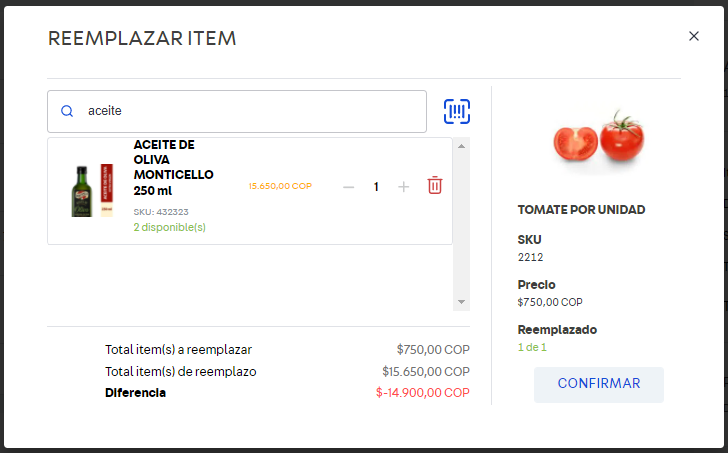 REEMPLAZAR ITEM
aceite
ACEITE DE
OLIVA
MONTICELLO
250 ml
SKU: 432323
2 disponible(s)
15.650,00 COP
1
TOMATE POR UNIDAD
SKU
2212
Precio
$750,00 COP
Reemplazado
1 de 1
CONFIRMAR
Total item(s) a reemplazar $750,00 COP
Total item(s) de reemplazo $15.650,00 COP
Diferencia $-14.900,00 COP